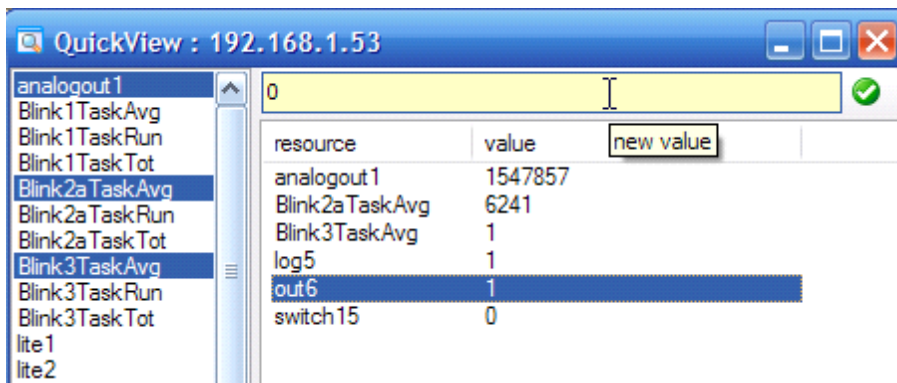 QuickView : 192.168.1.53
analogout1
Blink1TaskAvg
Blink1TaskRun
Blink1TaskTot
Blink2aTaskAvg
Blink2aTaskRun
Blink2aTaskTot
Blink3TaskAvg
Blink3TaskRun
Blink3TaskTot
lite1
lite2
0
new value
resource value
analogout1 1547857
Blink2aTaskAvg 6241
Blink3TaskAvg 1
log5 1
out6 1
switch15 0